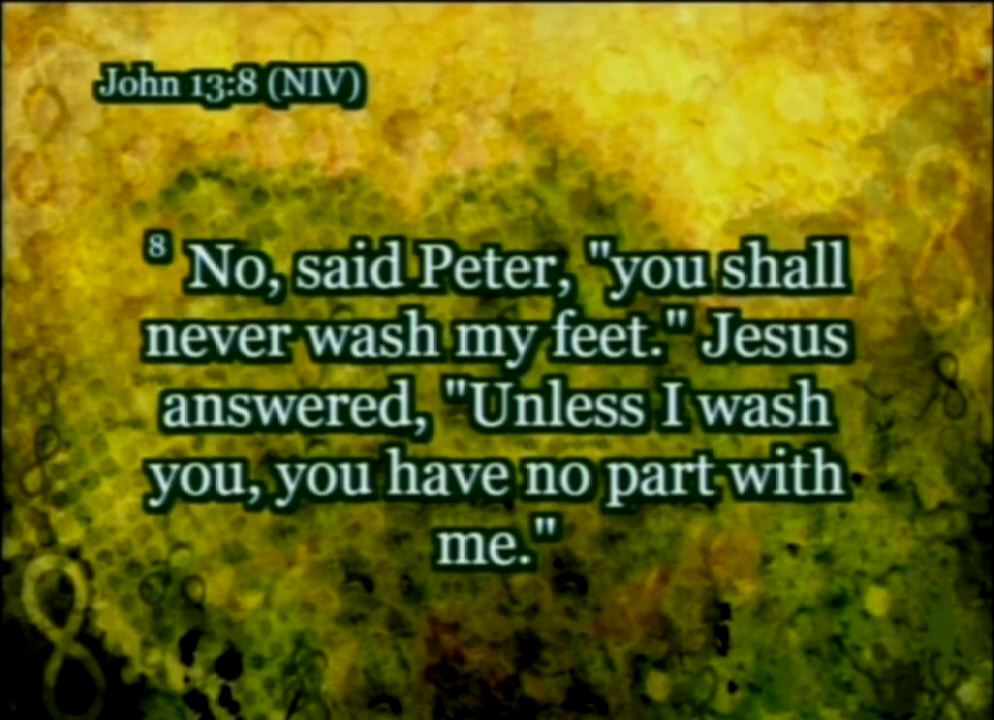 John 13:8 (NIV)
8 No, said Peter, "you shall
never wash my feet." Jesus
answered, "Unless I wash
you, you have no part with
me."